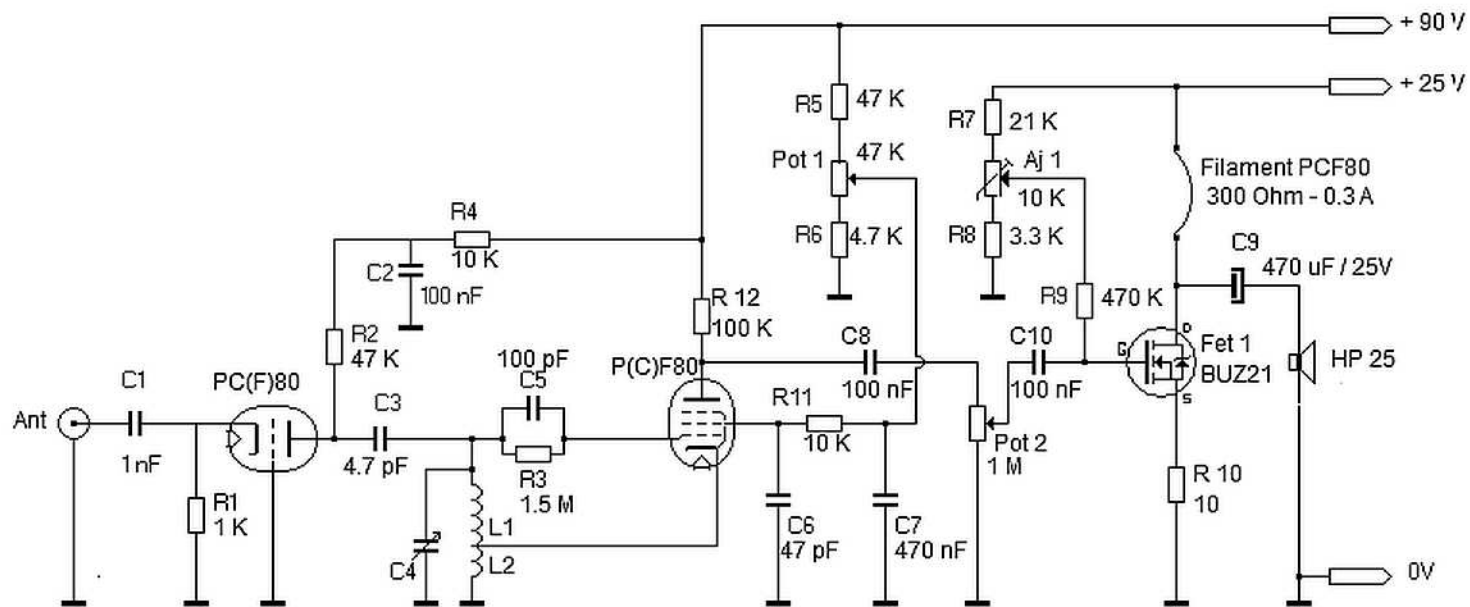 + 90 V
+ 25 V
R5 47 K
Pot 1 47 K
R6 4.7 K
R7 21 K
Aj 1
10 K
R8 3.3 K
Filament PCF80
300 Ohm - 0.3 A
R4
10 K
C2
100 nF
C9
470 uF / 25V
R 12
100 K
R9 470 K
R2
47 K
100 pF
C5
C8
100 nF
C10
100 nF
G
D
S
Fet 1
BUZ21
HP 25
C1
1 nF
PC(F)80
P(C)F80
Ant
C3
4.7 pF
R11
10 K
Pot 2
1 M
R3
1.5 M
R1
1 K
R 10
10
L1
L2
C4
C6
47 pF
C7
470 nF
0V